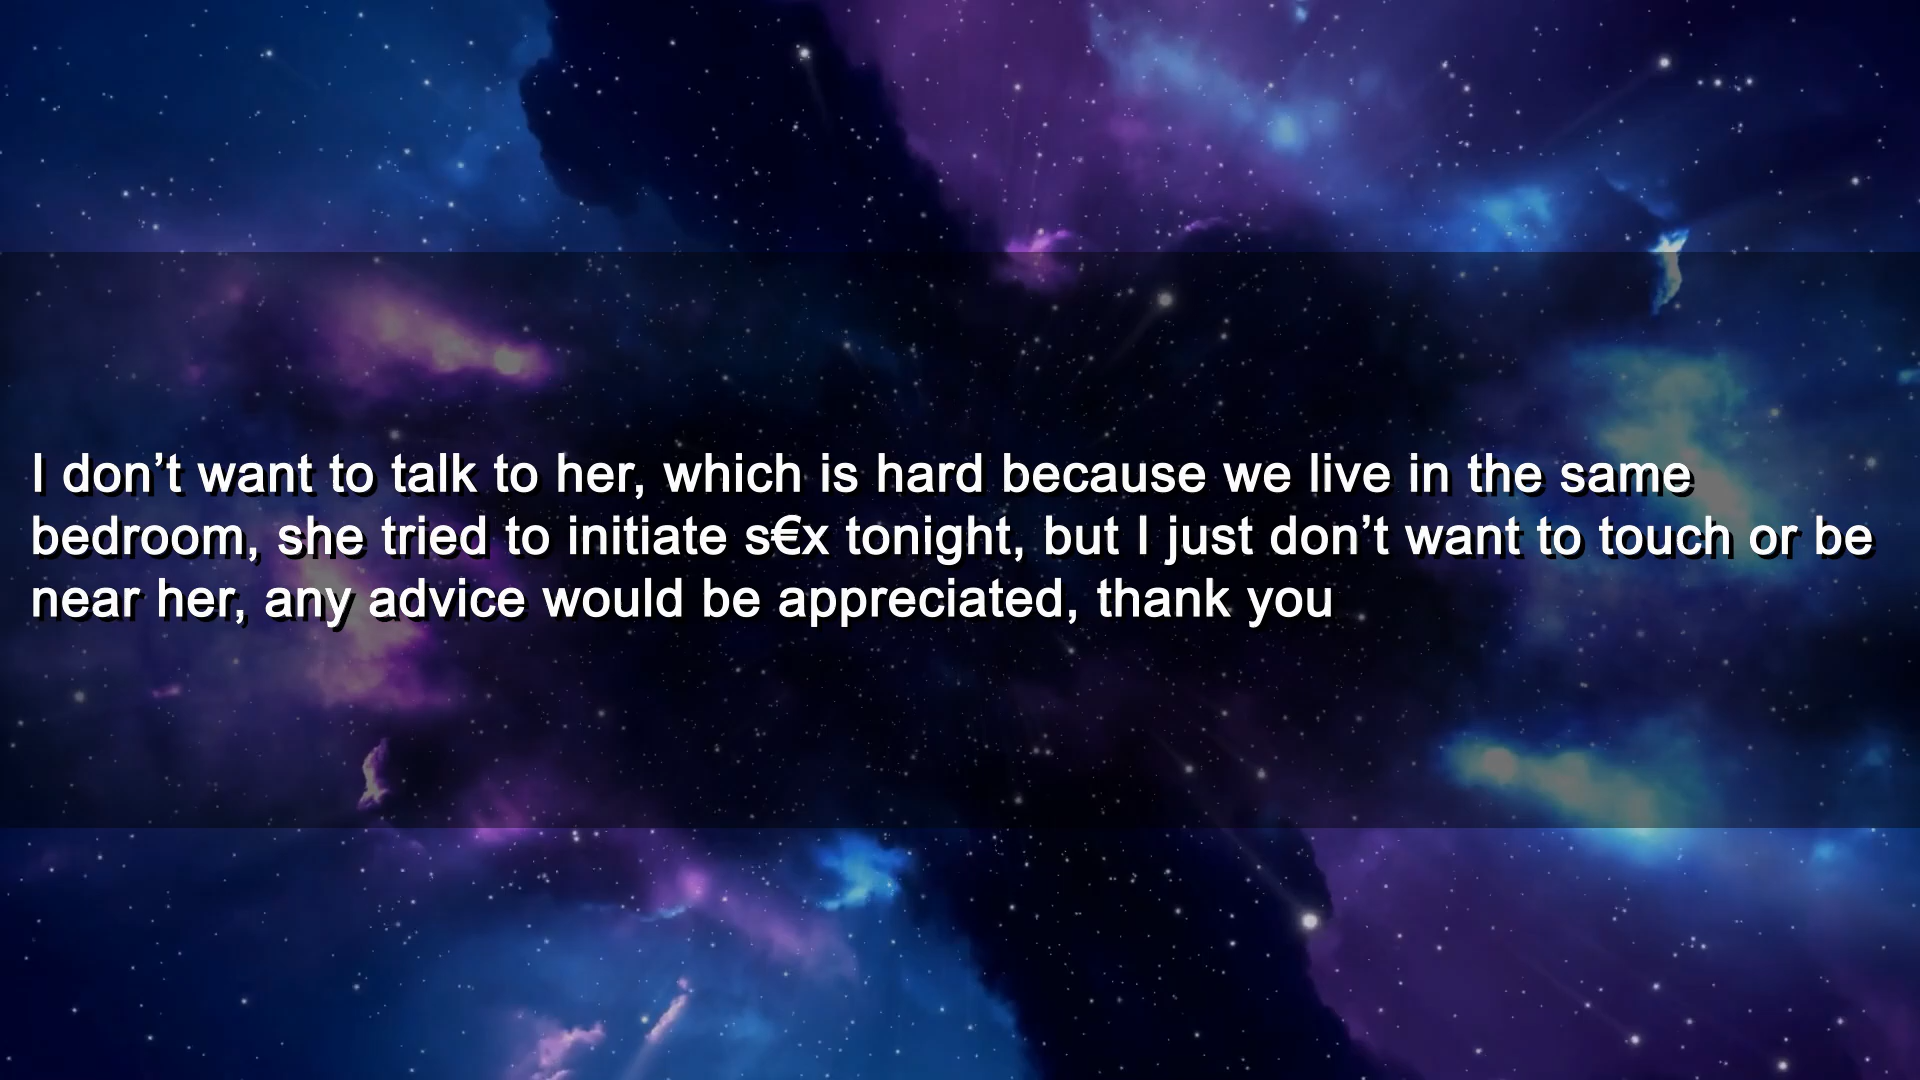 I don’t want to talk to her, which is hard because we live in the same
bedroom, she tried to initiate s€x tonight, but I just don’t want to touch or be
near her, any advice would be appreciated, thank you